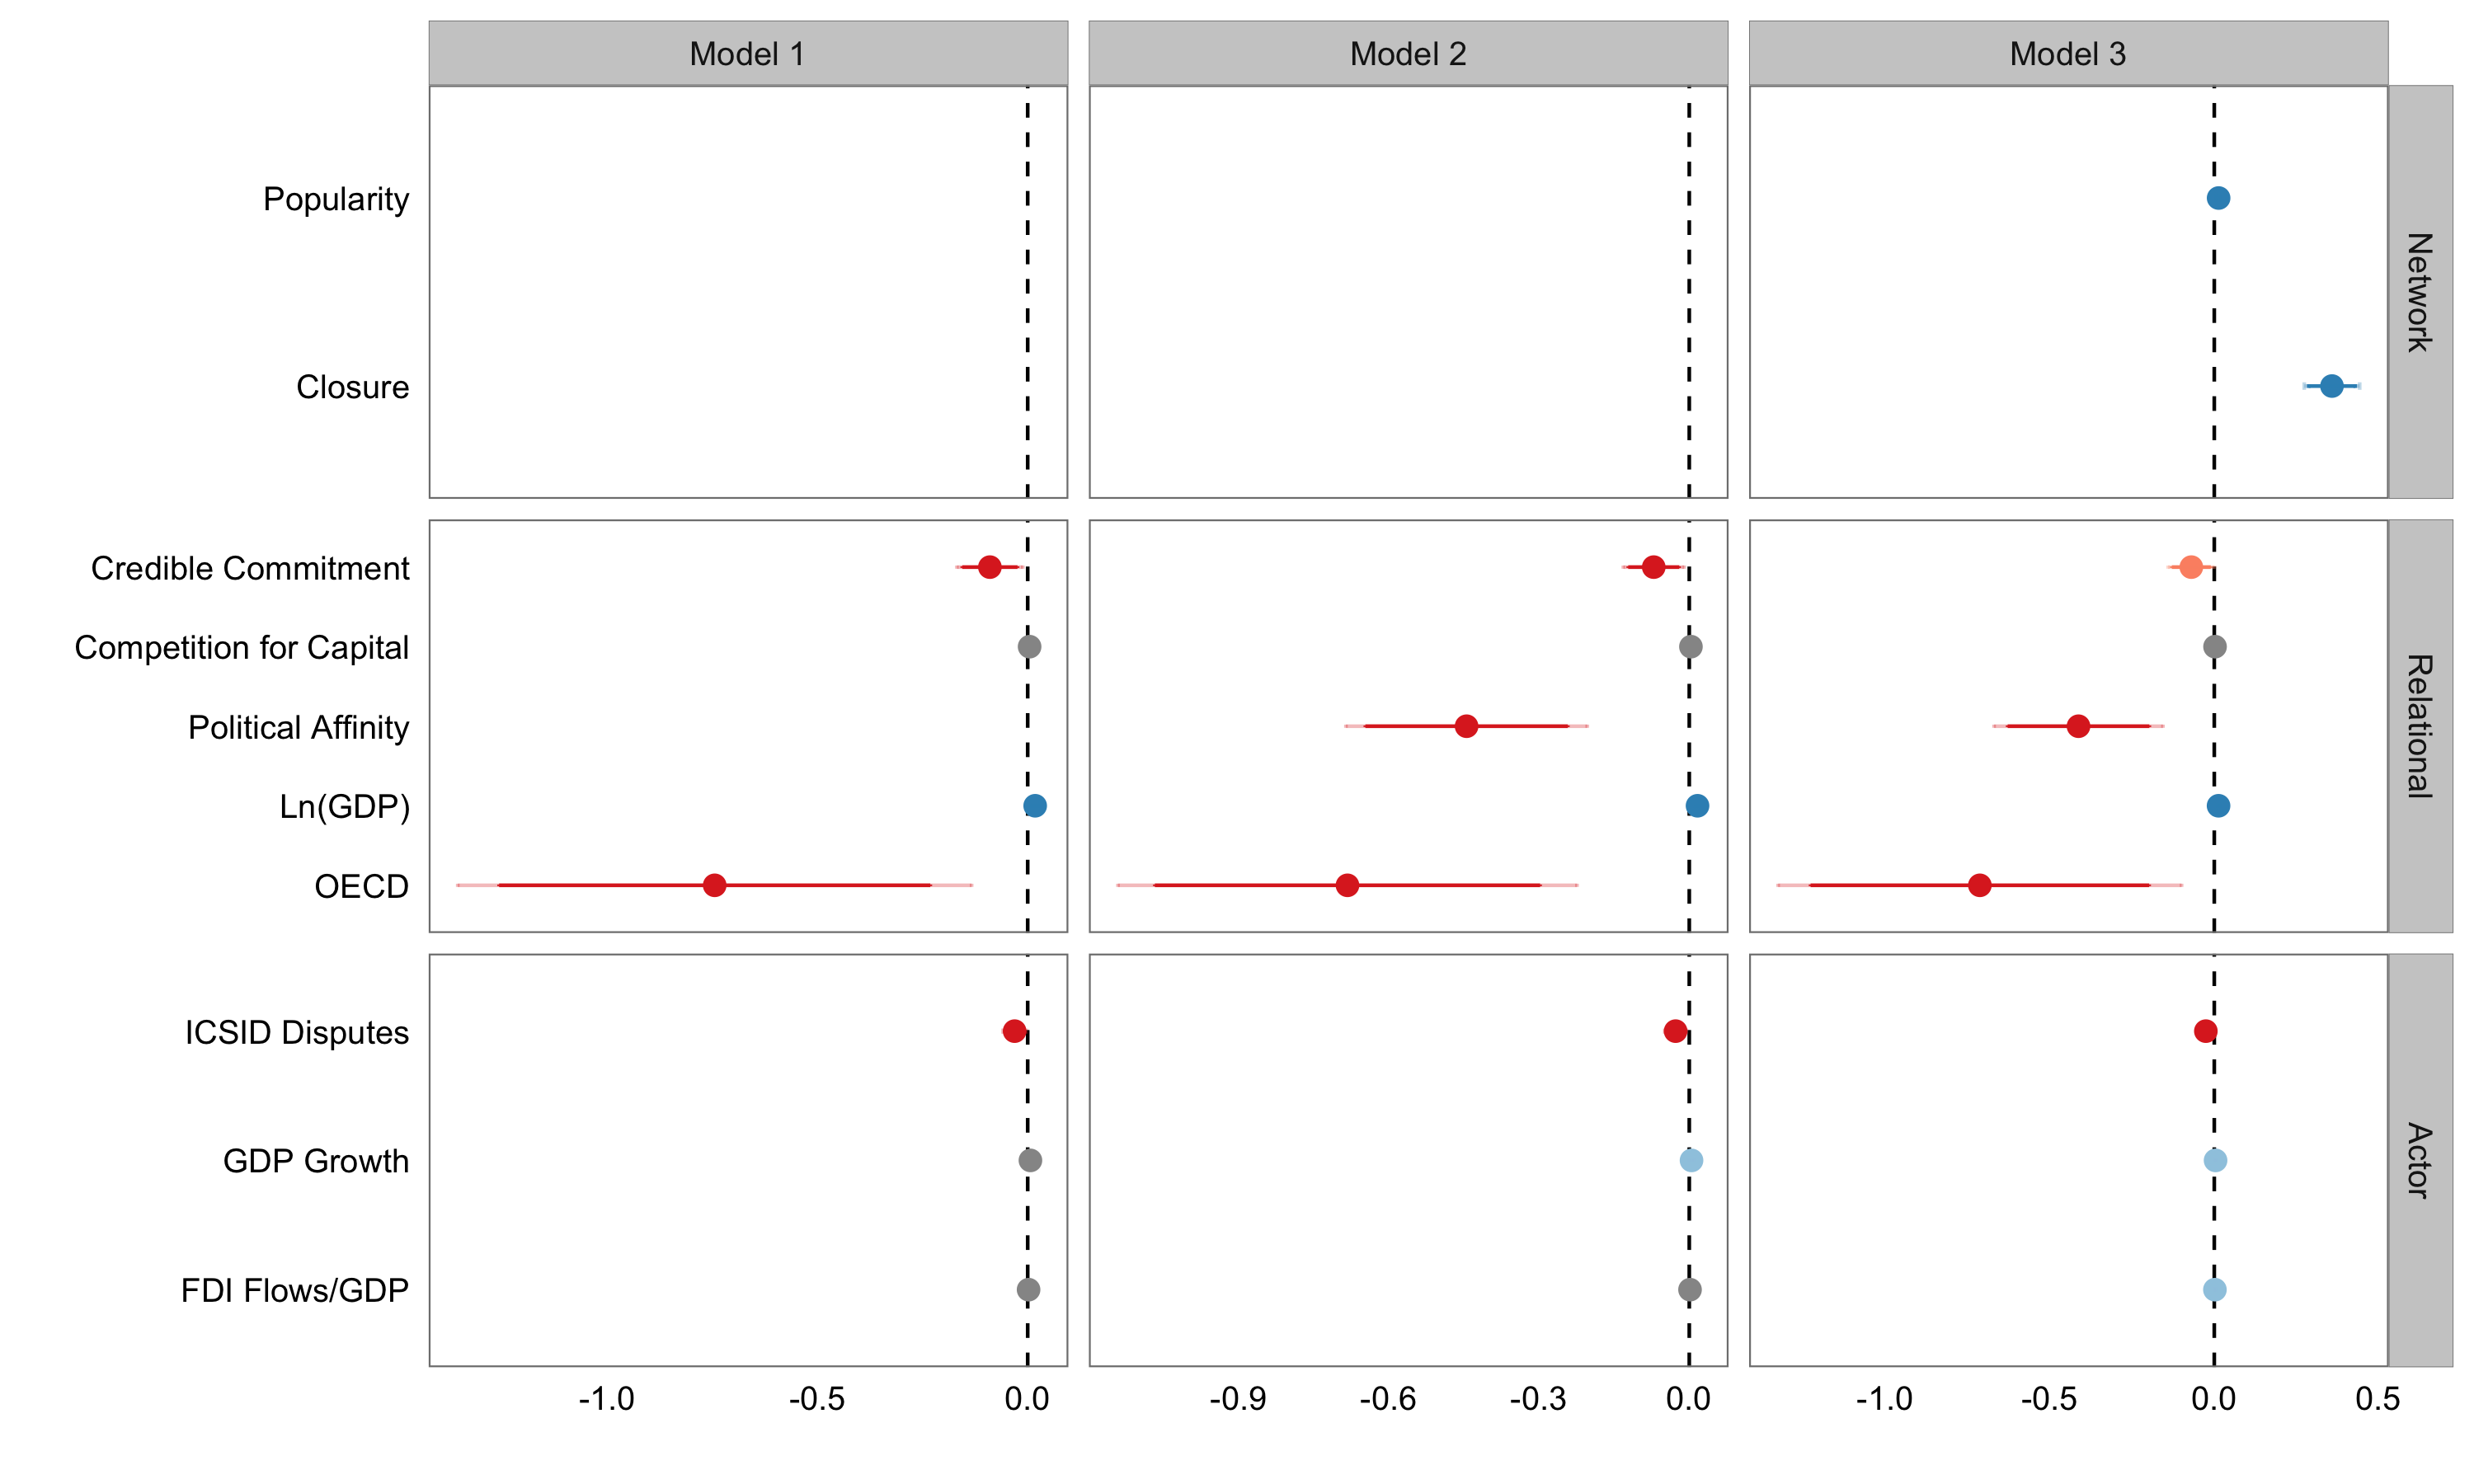 Model 1
Model 2
Model 3
Popularity
Closure
Network
Credible Commitment
Competition for Capital
Political Affinity
Ln(GDP)
OECD
Relational
ICSID Disputes
GDP Growth
FDI Flows/GDP
Actor
-1.0 -0.5 0.0
-0.9 -0.6 -0.3 0.0
-1.0 -0.5 0.0 0.5